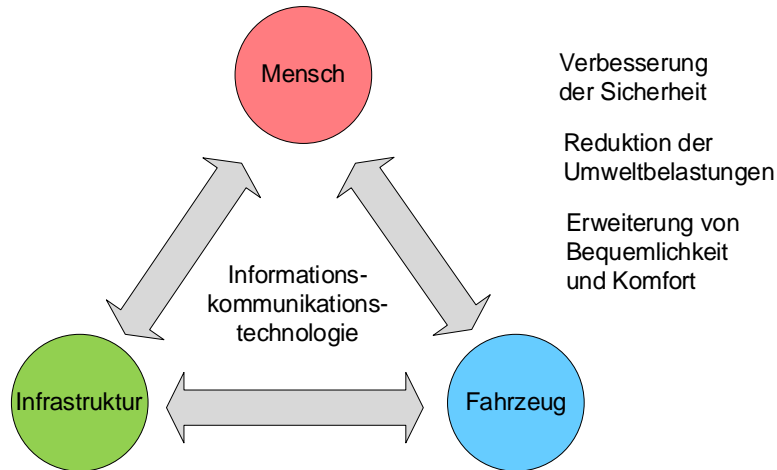 Mensch
Verbesserung
der Sicherheit
Reduktion der
Umweltbelastungen
Erweiterung von
Bequemlichkeit
und Komfort
Informations-
kommunikations-
technologie
Infrastruktur
Fahrzeug